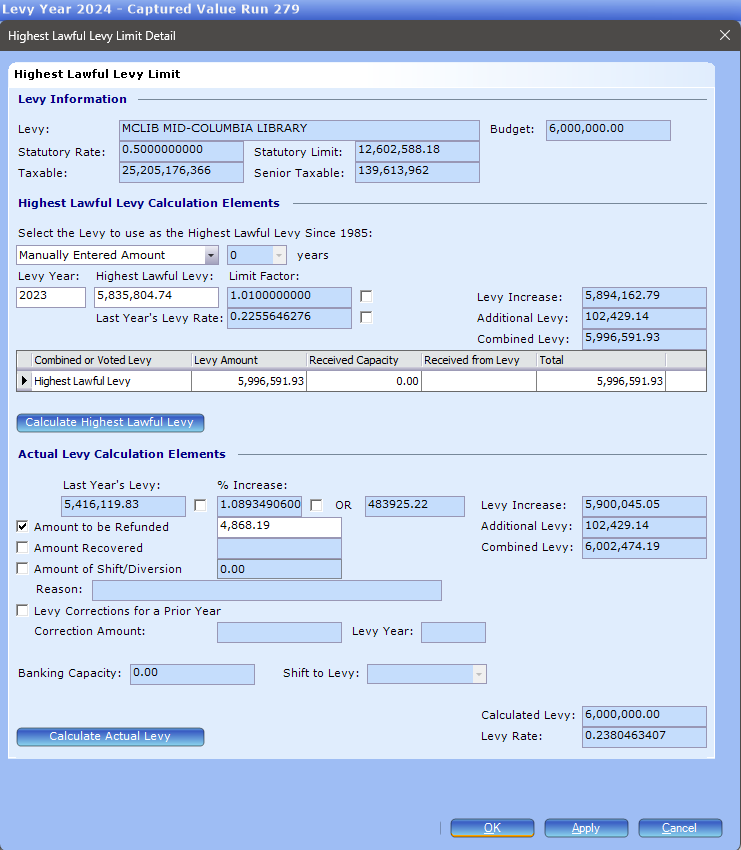 Levy Year 2024 - Captured Value Run 279
Highest Lawful Levy Limit Detail
Highest Lawful Levy Limit
Levy Information
Levy: MCLIB MID-COLUMBIA LIBRARY Budget: 6,000,000.00
Statutory Rate: 0.5000000000 Statutory Limit: 12,602,588.18
Taxable: 25,205,176,366 Senior Taxable: 139,613,962
Highest Lawful Levy Calculation Elements
Select the Levy to use as the Highest Lawful Levy Since 1985:
Manually Entered Amount 0 years
Levy Year: Highest Lawful Levy: Limit Factor:
2023 5,835,804.74 1.0100000000 Levy Increase: 5,894,162.79
Last Year's Levy Rate: 0.2255646276 Additional Levy: 102,429.14
Combined Levy: 5,996,591.93
Combined or Voted Levy Levy Amount Received Capacity Received from Levy Total
Highest Lawful Levy 5,996,591.93 0.00 5,996,591.93
Calculate Highest Lawful Levy
Actual Levy Calculation Elements
Last Year's Levy: % Increase:
5,416,119.83 1.0893490600 OR 483925.22 Levy Increase: 5,900,045.05
Amount to be Refunded 4,868.19 Additional Levy: 102,429.14
Amount Recovered Combined Levy: 6,002,474.19
Amount of Shift/Diversion 0.00
Reason:
Levy Corrections for a Prior Year
Correction Amount: Levy Year:
Banking Capacity: 0.00 Shift to Levy:
Calculated Levy: 6,000,000.00
Calculate Actual Levy Levy Rate: 0.2380463407
OK Apply Cancel